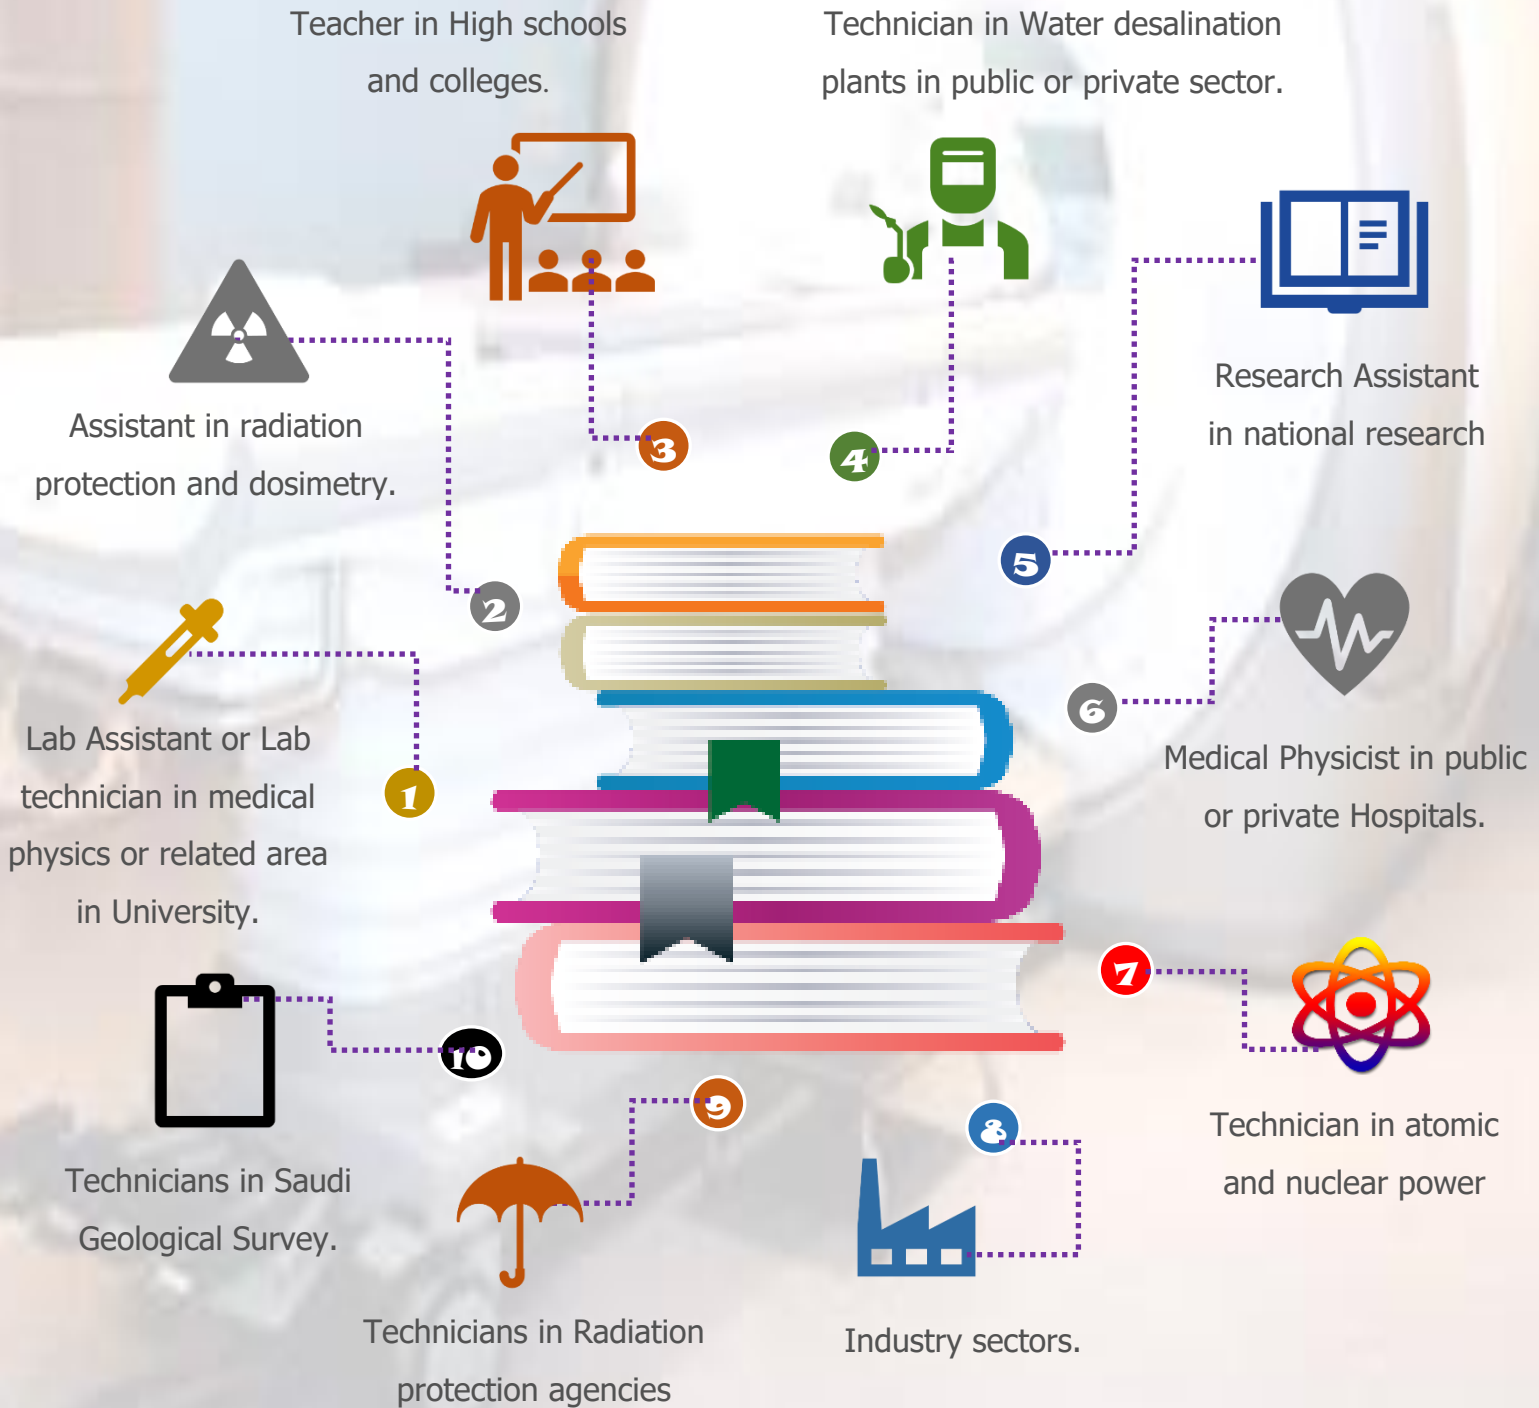 Teacher in High schools
and colleges.
Technician in Water desalination
plants in public or private sector.
Research Assistant
in national research
Assistant in radiation
protection and dosimetry.
3
4
5
2
6
Lab Assistant or Lab
technician in medical
physics or related area
in University.
1
Medical Physicist in public
or private Hospitals.
7
10
9
8
Technician in atomic
and nuclear power
Technicians in Saudi
Geological Survey.
Technicians in Radiation
protection agencies
Industry sectors.